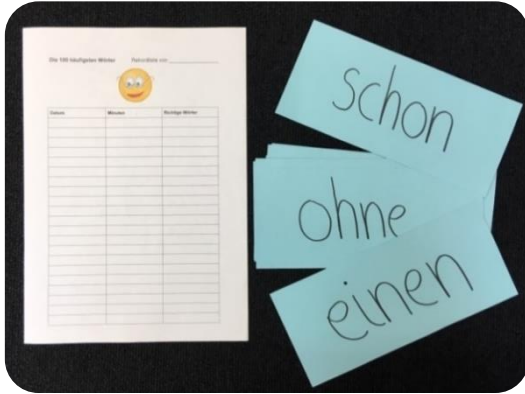 Die 100 häufigsten Wörter Rekordliste von
Datum Minuten Richtige Wörter
schon
ohne
einen